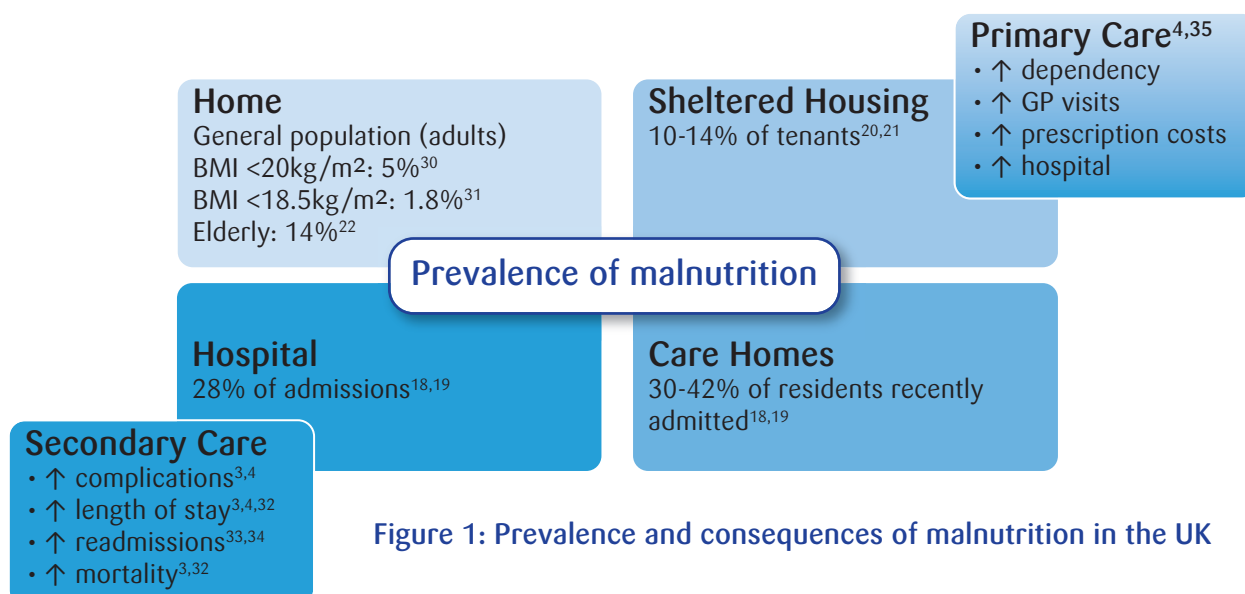 Primary Care4,35
• ↑ dependency
• ↑ GP visits
• ↑ prescription costs
• ↑ hospital
Home
General population (adults)
BMI <20kg/m²: 5%30
BMI <18.5kg/m²: 1.8%31
Elderly: 14%22
Sheltered Housing
10-14% of tenants20,21
Prevalence of malnutrition
Hospital
28% of admissions18,19
Care Homes
30-42% of residents recently
admitted18,19
Secondary Care
• ↑ complications3,4
• ↑ length of stay3,4,32
• ↑ readmissions33,34
• ↑ mortality3,32
Figure 1: Prevalence and consequences of malnutrition in the UK